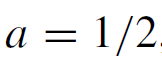 a = 1/2.